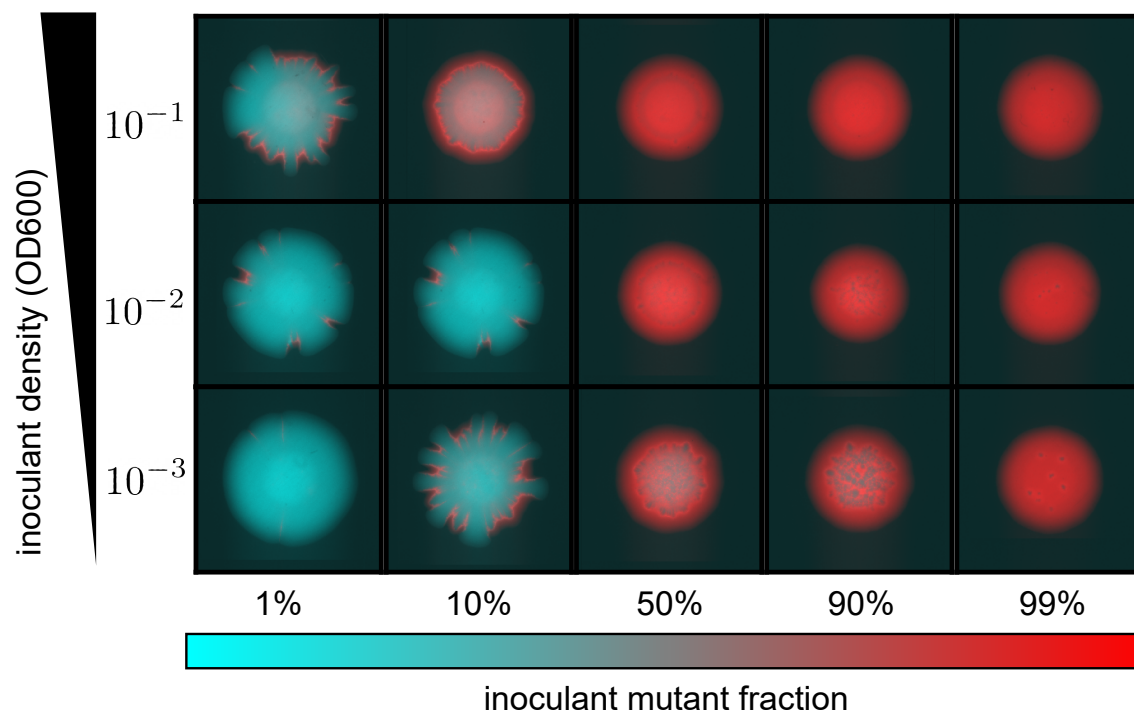 inoculant density (OD600)
10⁻¹
10⁻²
10⁻³
1% 10% 50% 90% 99%
inoculant mutant fraction